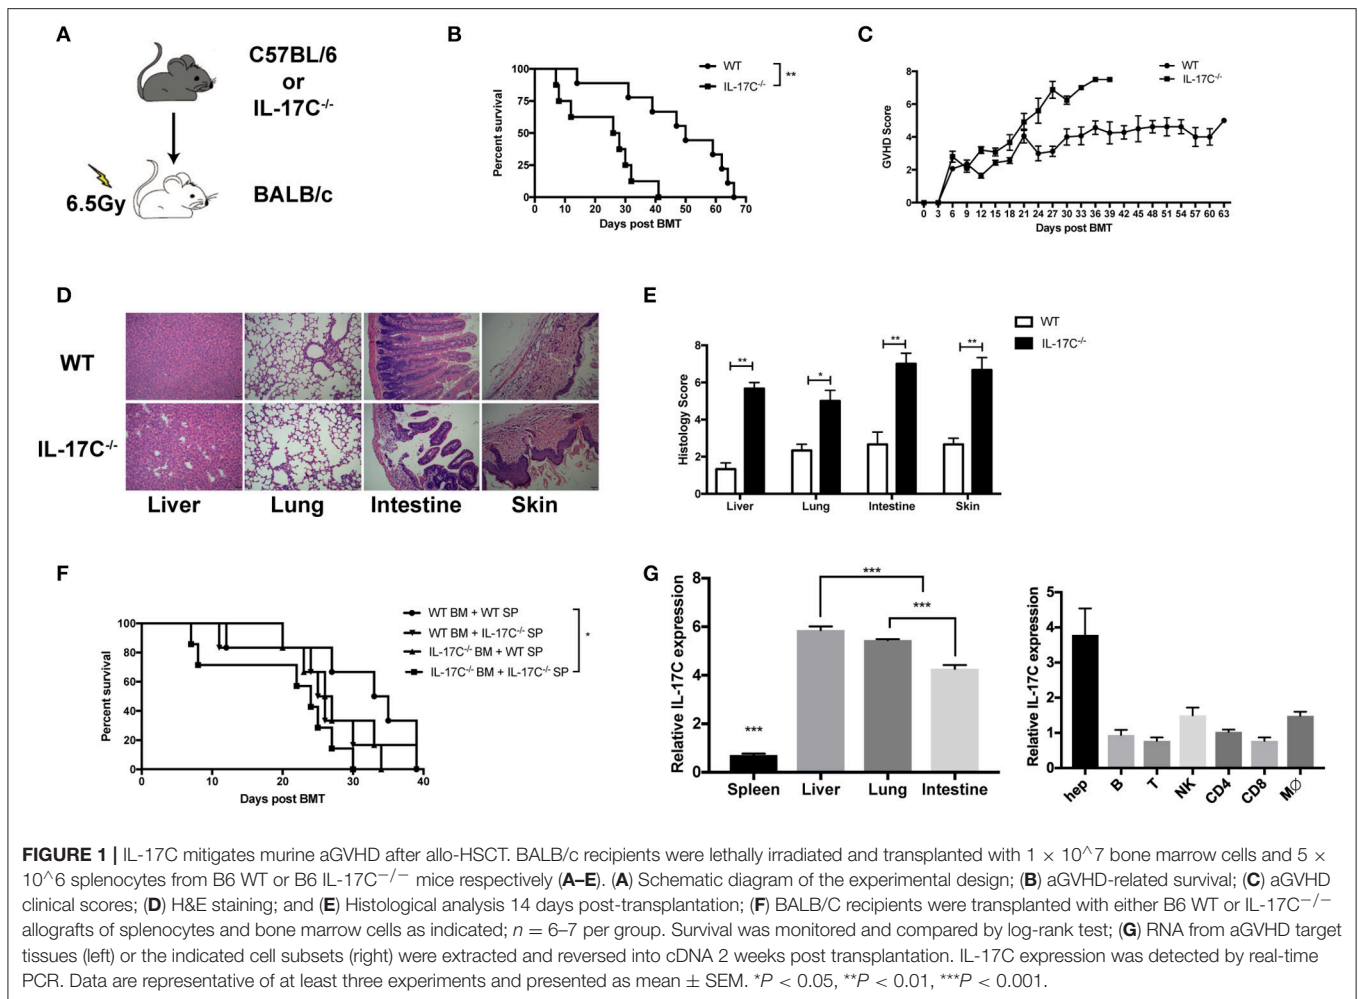 A
C57BL/6
or
IL-17C-/-
6.5Gy
BALB/c
B
Percent survival
100
75
50
25
0
0 10 20 30 40 50 60 70
Days post BMT
WT
IL-17C-/-
**
C
GVHD Score
8
6
4
2
0
0 3 6 9 12 15 18 21 24 27 30 33 36 39 42 45 48 51 54 57 60 63
Days post BMT
WT
IL-17C-/-
D
WT
IL-17C-/-
Liver Lung Intestine Skin
E
WT
IL-17C-/-
Histology Score
8
6
4
2
0
** * ** **
Liver Lung Intestine Skin
F
Percent survival
100
80
60
40
20
0
0 10 20 30 40
Days post BMT
WT BM + WT SP
WT BM + IL-17C-/- SP
IL-17C-/- BM + WT SP
IL-17C-/- BM + IL-17C-/- SP
*
G
Relative IL-17C expression
8
6
4
2
0
***
***
***
Spleen Liver Lung Intestine
Relative IL-17C expression
5
4
3
2
1
0
hep B T NK CD4 CD8 MØ
FIGURE 1 | IL-17C mitigates murine aGVHD after allo-HSCT. BALB/c recipients were lethally irradiated and transplanted with 1 × 10^7 bone marrow cells and 5 ×
10^6 splenocytes from B6 WT or B6 IL-17C−/− mice respectively (A–E). (A) Schematic diagram of the experimental design; (B) aGVHD-related survival; (C) aGVHD
clinical scores; (D) H&E staining; and (E) Histological analysis 14 days post-transplantation; (F) BALB/C recipients were transplanted with either B6 WT or IL-17C−/−
allografts of splenocytes and bone marrow cells as indicated; n = 6–7 per group. Survival was monitored and compared by log-rank test; (G) RNA from aGVHD target
tissues (left) or the indicated cell subsets (right) were extracted and reversed into cDNA 2 weeks post transplantation. IL-17C expression was detected by real-time
PCR. Data are representative of at least three experiments and presented as mean ± SEM. *P < 0.05, **P < 0.01, ***P < 0.001.